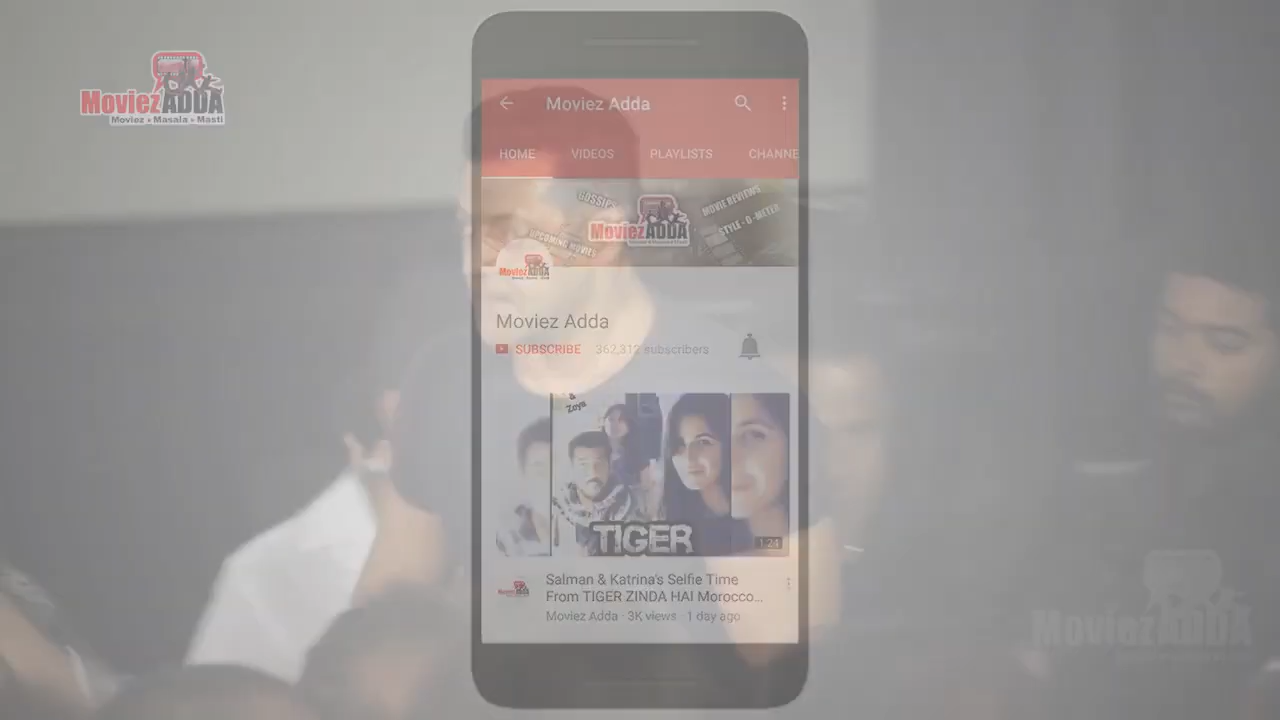 MoviezADDA
Moviez • Masala • Masti
Moviez Adda
HOME VIDEOS PLAYLISTS CHANNE
GOSSIPS
UPCOMING MOVIES
MoviezADDA
MOVIE REVIEWS
STYLE-O-METER
MoviezADDA
Moviez Adda
SUBSCRIBE 362,312 subscribers
&
Zoya
TIGER
1:24
Salman & Katrina's Selfie Time
From TIGER ZINDA HAI Morocco...
Moviez Adda · 3K views · 1 day ago
MoviezADDA